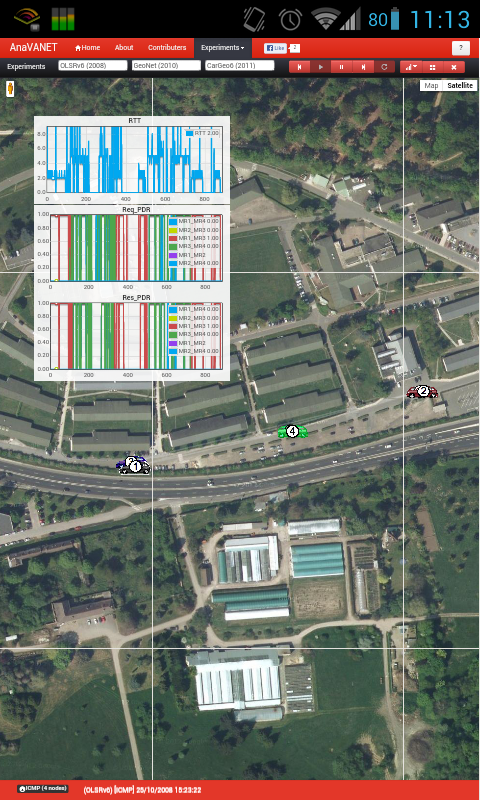 80 11:13
AnaVANET Home About Contributors Experiments Like 2 ?
Experiments OLSRv6 (2008) GeoNet (2010) CarGeo6 (2011)
Map Satellite
RTT
8.0
6.0
4.0
2.0
0.0
RTT 2.00
0 200 400 600 800
Req_PDR
1.00
0.80
0.60
0.40
0.20
0.00
MR1_MR4 0.00
MR2_MR3 0.00
MR1_MR3 1.00
MR3_MR4 0.00
MR1_MR2
MR2_MR4 0.00
0 200 400 600 800
Res_PDR
1.00
0.80
0.60
0.40
0.20
0.00
MR1_MR4 0.00
MR2_MR3 0.00
MR1_MR3 1.00
MR3_MR4 0.00
MR1_MR2
MR2_MR4 0.00
0 200 400 600 800
2
4
1
ICMP (4 nodes) (OLSRv6) [ICMP] 25/10/2008 15:23:22